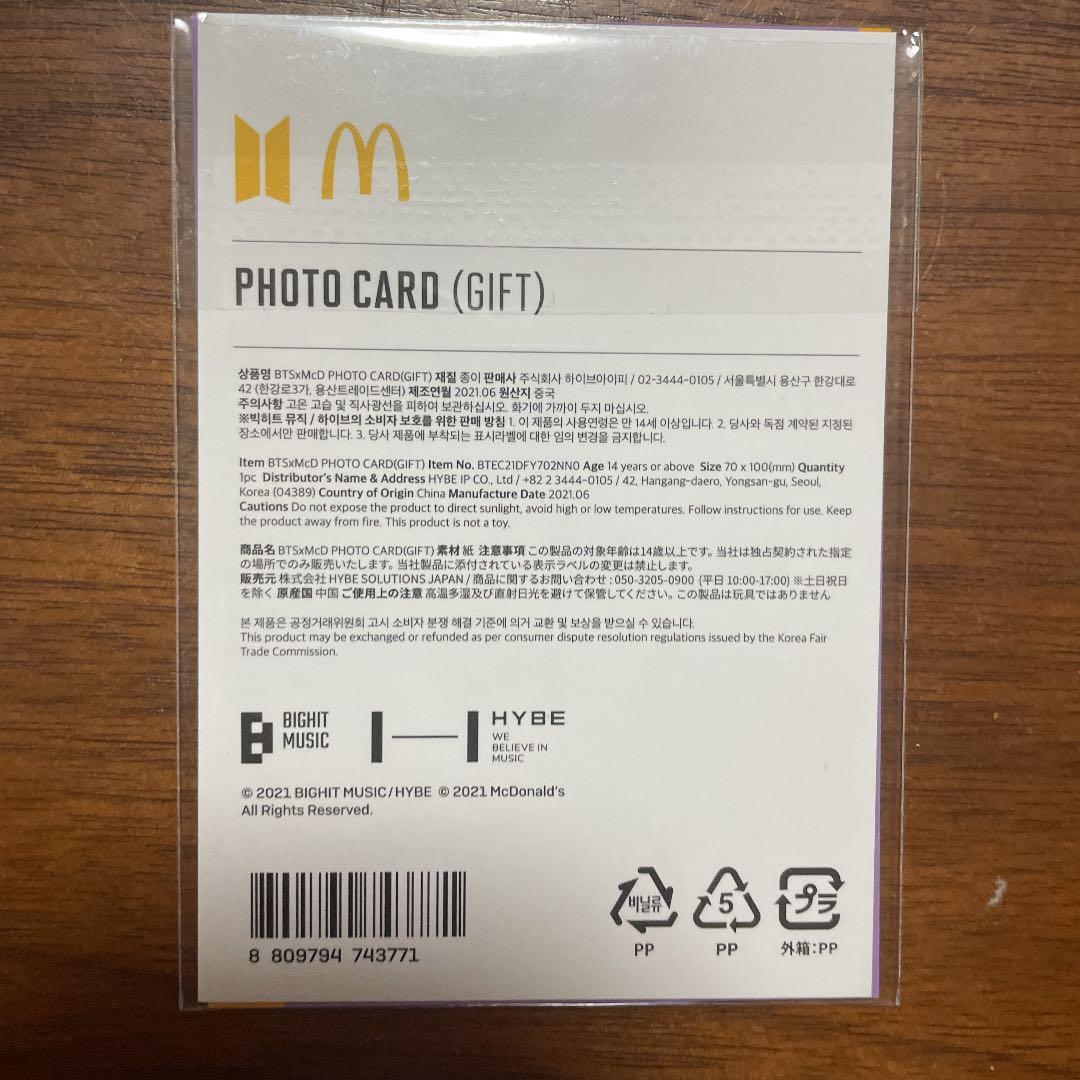 PHOTO CARD (GIFT)
상품명 BTSxMcD PHOTO CARD(GIFT) 재질 종이 판매사 주식회사 하이브아이피 / 02-3444-0105 / 서울특별시 용산구 한강대로
42 (한강로3가, 용산트레이드센터) 제조연월 2021.06 원산지 중국
주의사항 고온 고습 및 직사광선을 피하여 보관하십시오. 화기에 가까이 두지 마십시오.
※빅히트 뮤직 / 하이브의 소비자 보호를 위한 판매 방침 1. 이 제품의 사용연령은 만 14세 이상입니다. 2. 당사와 독점 계약된 지정된
장소에서만 판매합니다. 3. 당사 제품에 부착되는 표시라벨에 대한 임의 변경을 금지합니다.
Item BTSxMcD PHOTO CARD(GIFT) Item No. BTEC21DFY702NN0 Age 14 years or above Size 70 x 100(mm) Quantity
1pc Distributor's Name & Address HYBE IP CO., Ltd / +82 2 3444-0105 / 42, Hangang-daero, Yongsan-gu, Seoul,
Korea (04389) Country of Origin China Manufacture Date 2021.06
Cautions Do not expose the product to direct sunlight, avoid high or low temperatures. Follow instructions for use. Keep
the product away from fire. This product is not a toy.
商品名 BTSxMcD PHOTO CARD(GIFT) 素材 紙 注意事項 この製品の対象年齢は14歳以上です。当社は独占契約された指定
の場所でのみ販売いたします。当社製品に添付されている表示ラベルの変更は禁止します。
販売元 株式会社 HYBE SOLUTIONS JAPAN / 商品に関するお問い合わせ : 050-3205-0900 (平日 10:00-17:00) ※土日祝日
を除く 原産国 中国 ご使用上の注意 高温多湿及び直射日光を避けて保管してください。この製品は玩具ではありません
본 제품은 공정거래위원회 고시 소비자 분쟁 해결 기준에 의거 교환 및 보상을 받으실 수 있습니다.
This product may be exchanged or refunded as per consumer dispute resolution regulations issued by the Korea Fair
Trade Commission.
BIGHIT
MUSIC
HYBE
WE
BELIEVE IN
MUSIC
© 2021 BIGHIT MUSIC/HYBE © 2021 McDonald's
All Rights Reserved.
8 809794 743771
비닐류
PP
5
PP
プラ
外箱:PP